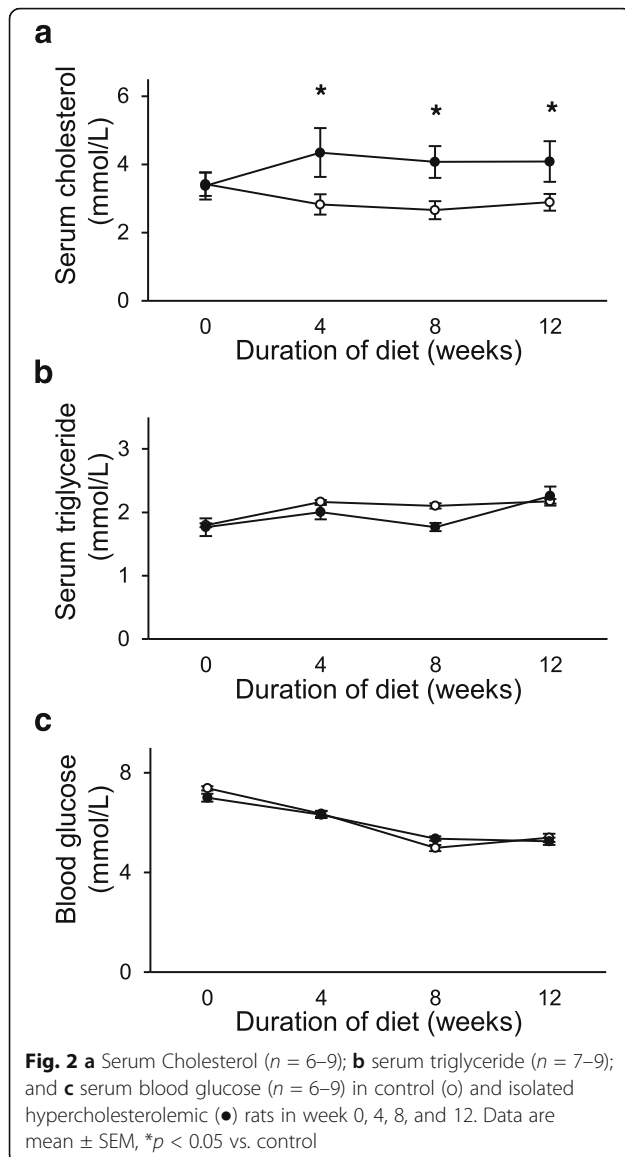 a
Serum cholesterol
(mmol/L)
6
4
2
0
* * *
0 4 8 12
Duration of diet (weeks)
b
Serum triglyceride
(mmol/L)
3
2
1
0
0 4 8 12
Duration of diet (weeks)
c
Blood glucose
(mmol/L)
8
4
0
0 4 8 12
Duration of diet (weeks)
Fig. 2 a Serum Cholesterol (n = 6–9); b serum triglyceride (n = 7–9);
and c serum blood glucose (n = 6–9) in control (o) and isolated
hypercholesterolemic (●) rats in week 0, 4, 8, and 12. Data are
mean ± SEM, *p < 0.05 vs. control